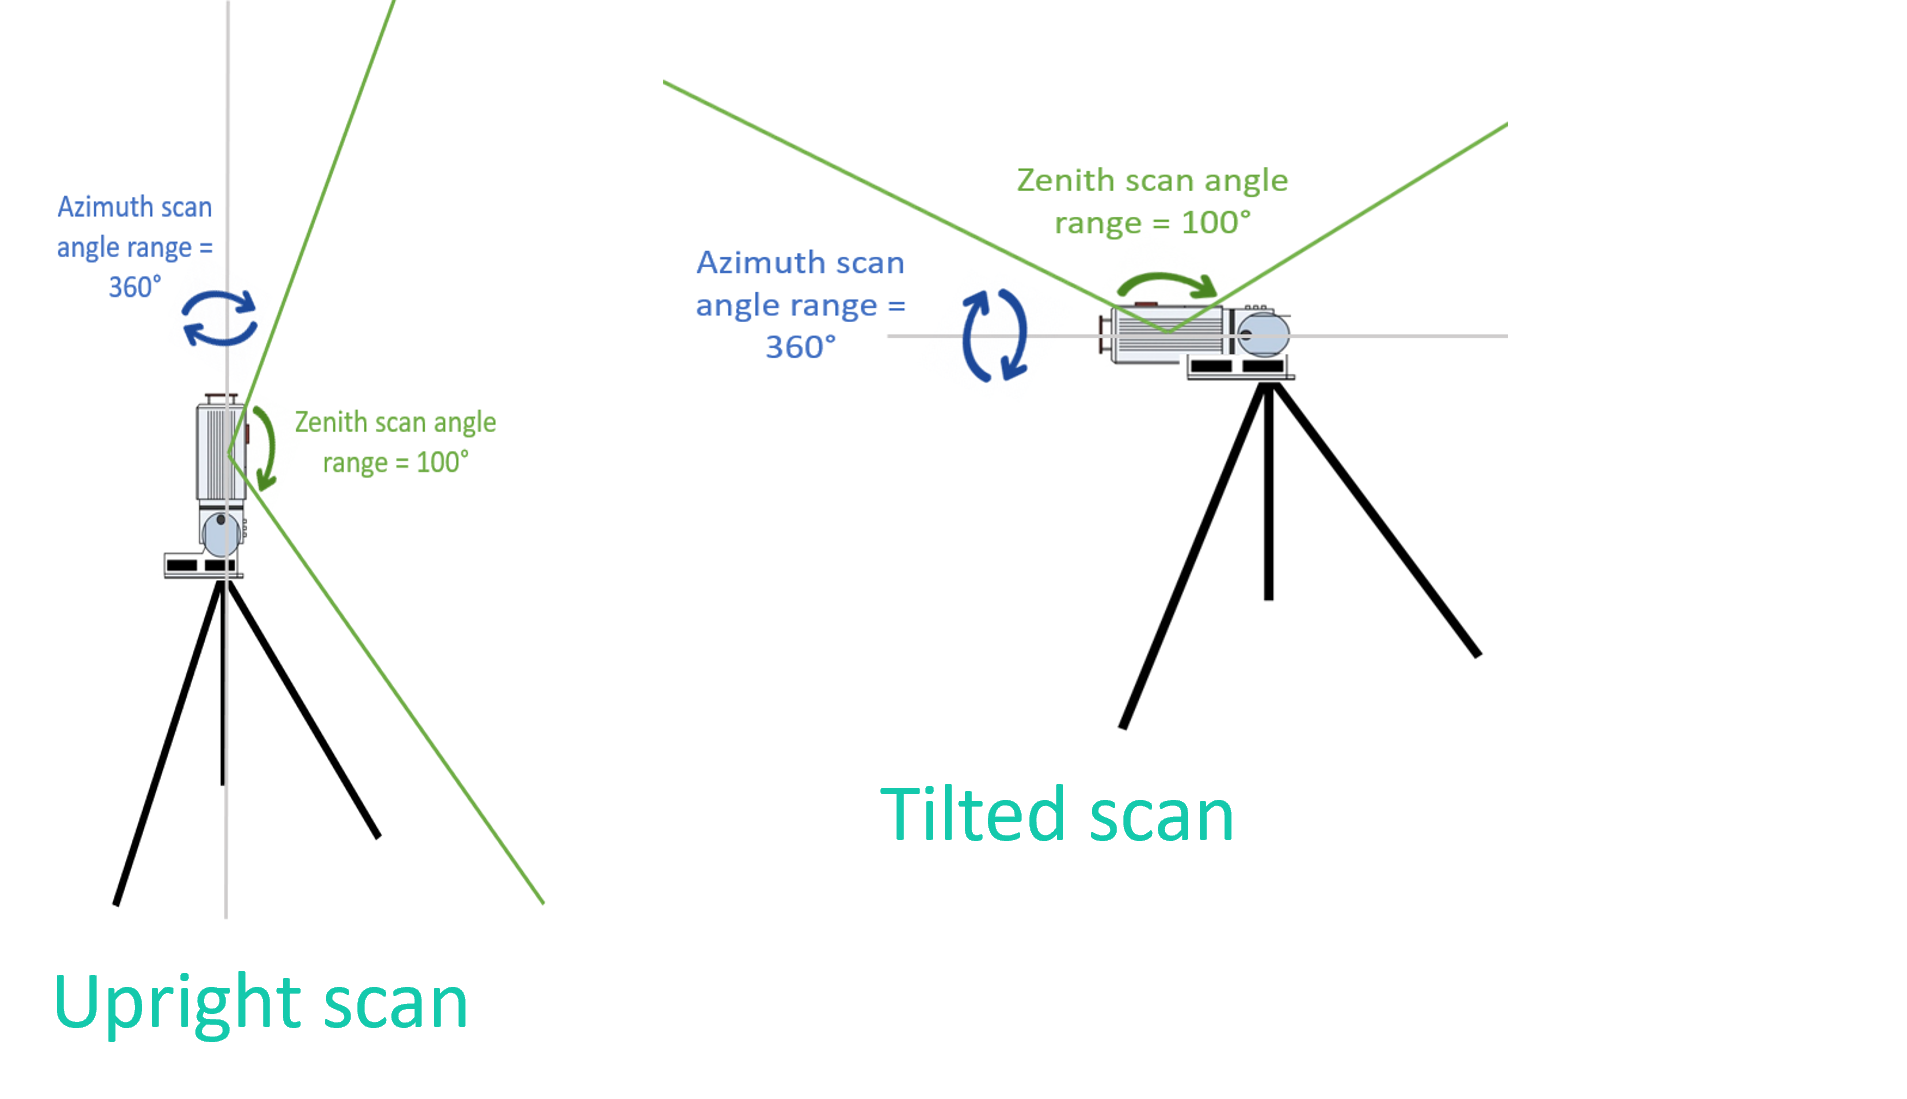 Azimuth scan
angle range =
360°
Zenith scan angle
range = 100°
Upright scan
Zenith scan angle
range = 100°
Azimuth scan
angle range =
360°
Tilted scan